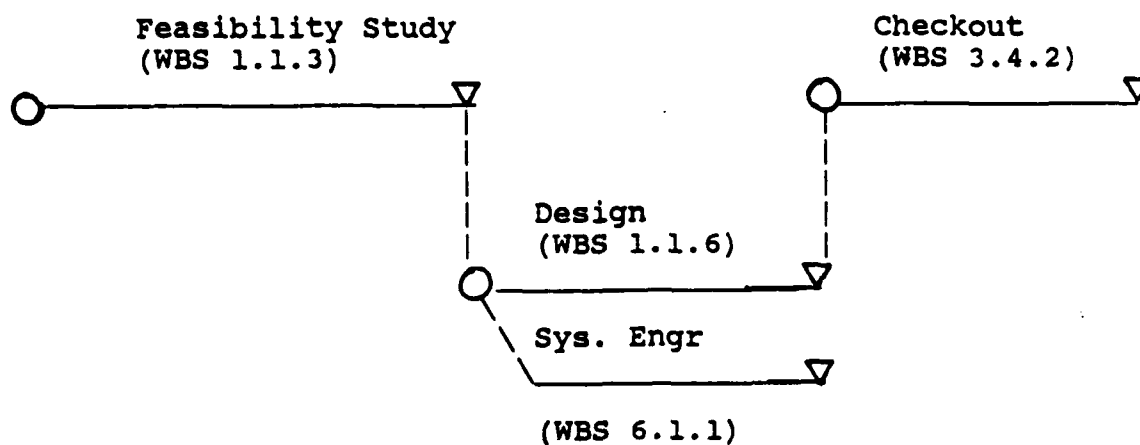 Feasibility Study
(WBS 1.1.3)
Checkout
(WBS 3.4.2)
Design
(WBS 1.1.6)
Sys. Engr
(WBS 6.1.1)